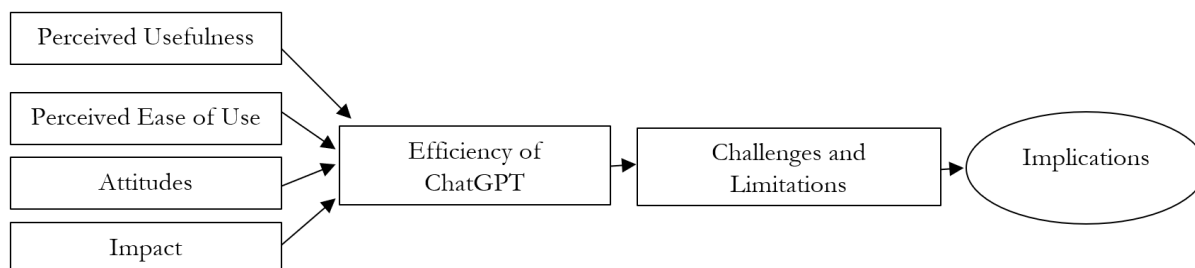 Perceived Usefulness
Perceived Ease of Use
Attitudes
Impact
Efficiency of
ChatGPT
Challenges and
Limitations
Implications